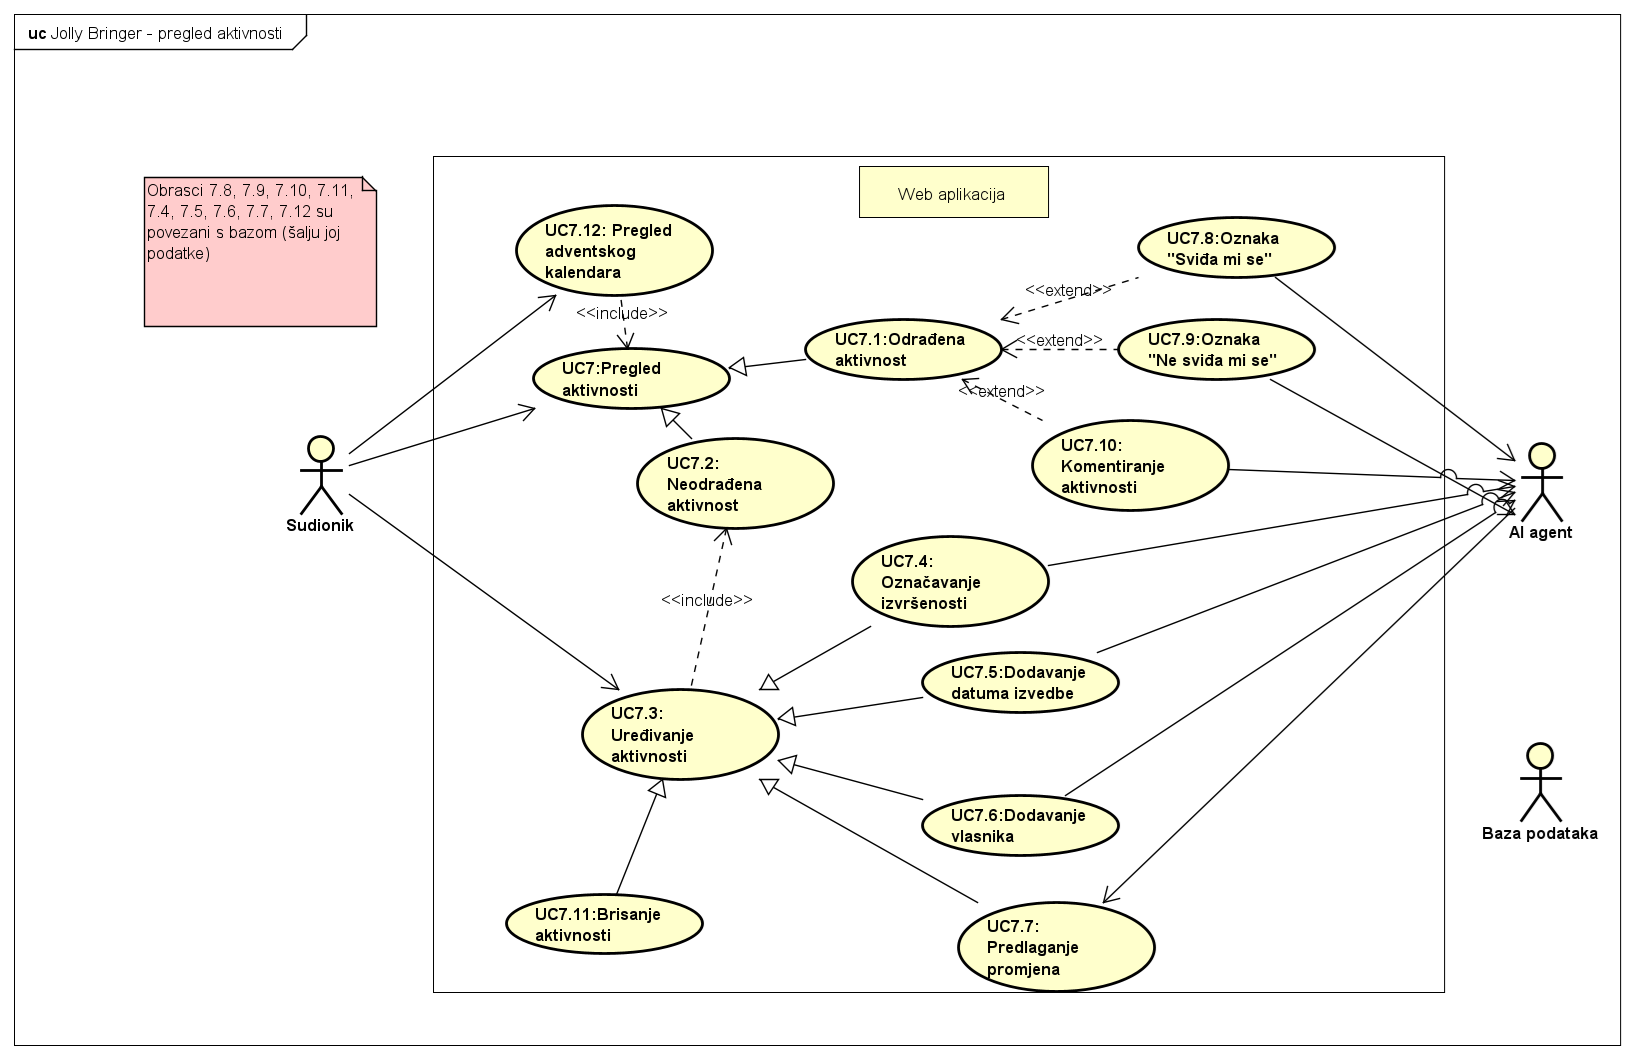 uc Jolly Bringer - pregled aktivnosti
Obrasci 7.8, 7.9, 7.10, 7.11,
7.4, 7.5, 7.6, 7.7, 7.12 su
povezani s bazom (šalju joj
podatke)
Web aplikacija
UC7.12: Pregled
adventskog
kalendara
<<include>>
UC7:Pregled
aktivnosti
UC7.1:Odrađena
aktivnost
UC7.8:Oznaka
"Sviđa mi se"
<<extend>>
UC7.9:Oznaka
"Ne sviđa mi se"
<<extend>>
<<extend>>
UC7.10:
Komentiranje
aktivnosti
UC7.2:
Neodrađena
aktivnost
Sudionik
AI agent
<<include>>
UC7.4:
Označavanje
izvršenosti
UC7.5:Dodavanje
datuma izvedbe
UC7.3:
Uređivanje
aktivnosti
UC7.6:Dodavanje
vlasnika
Baza podataka
UC7.11:Brisanje
aktivnosti
UC7.7:
Predlaganje
promjena